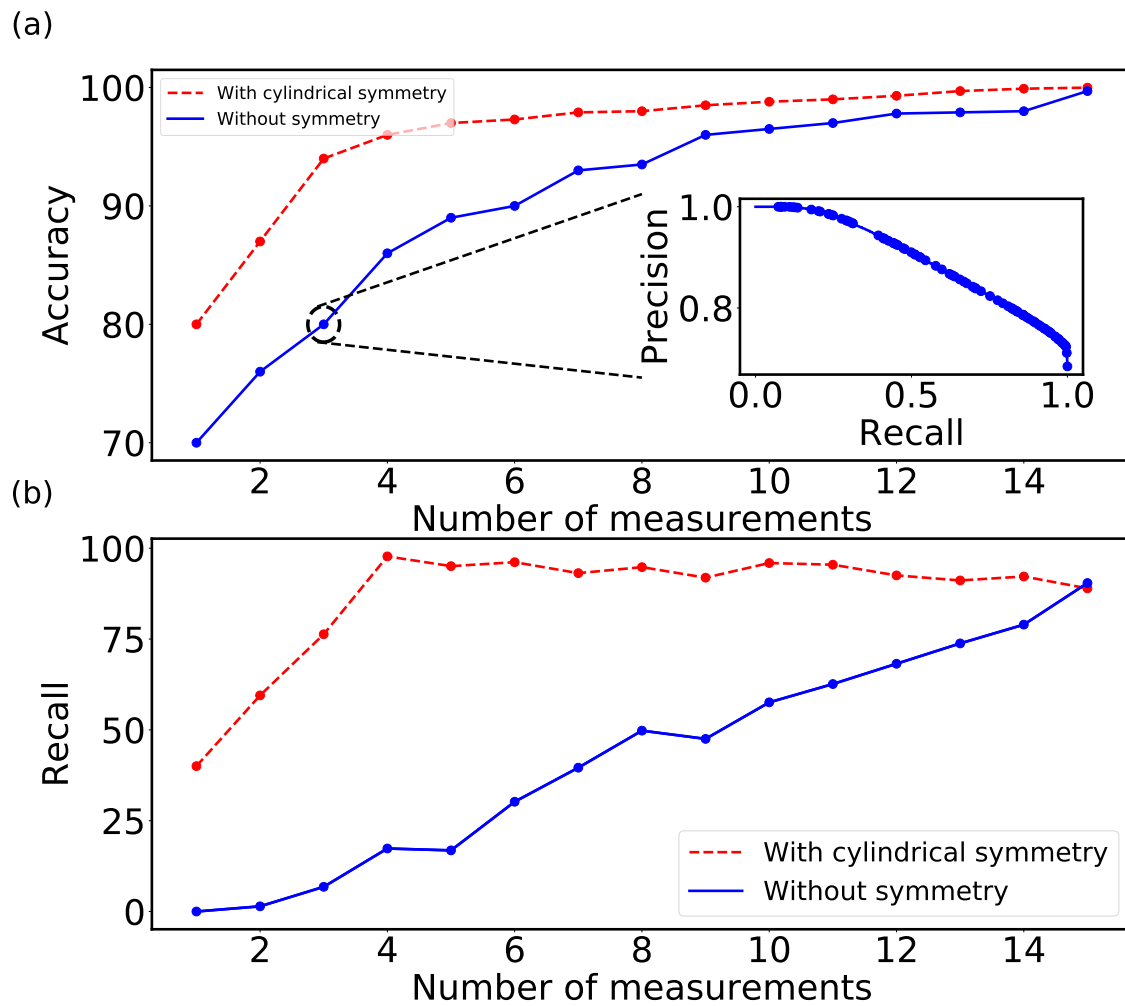 (a)
100
90
80
70
Accuracy
With cylindrical symmetry
Without symmetry
1.0
0.8
Precision
0.0 0.5 1.0
Recall
2 4 6 8 10 12 14
Number of measurements
(b)
100
75
50
25
0
Recall
With cylindrical symmetry
Without symmetry
2 4 6 8 10 12 14
Number of measurements